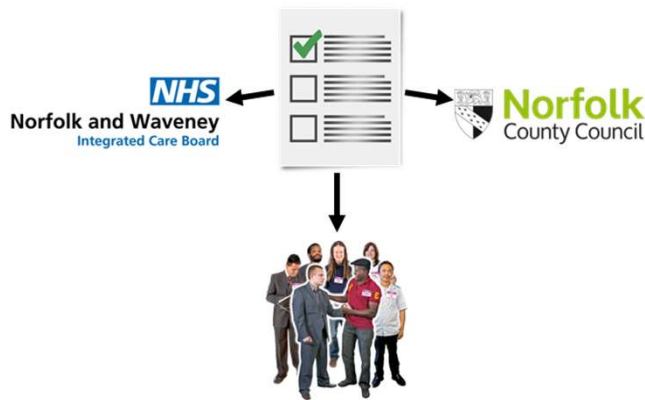 NHS
Norfolk and Waveney
Integrated Care Board
Norfolk
County Council